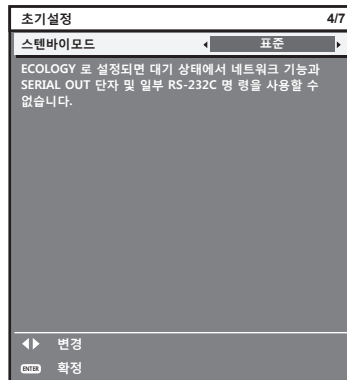 초기설정 4/7
스텐바이모드 표준
ECOLOGY 로 설정되면 대기 상태에서 네트워크 기능과
SERIAL OUT 단자 및 일부 RS-232C 명 령을 사용할 수
없습니다.
변경
ENTER 확정